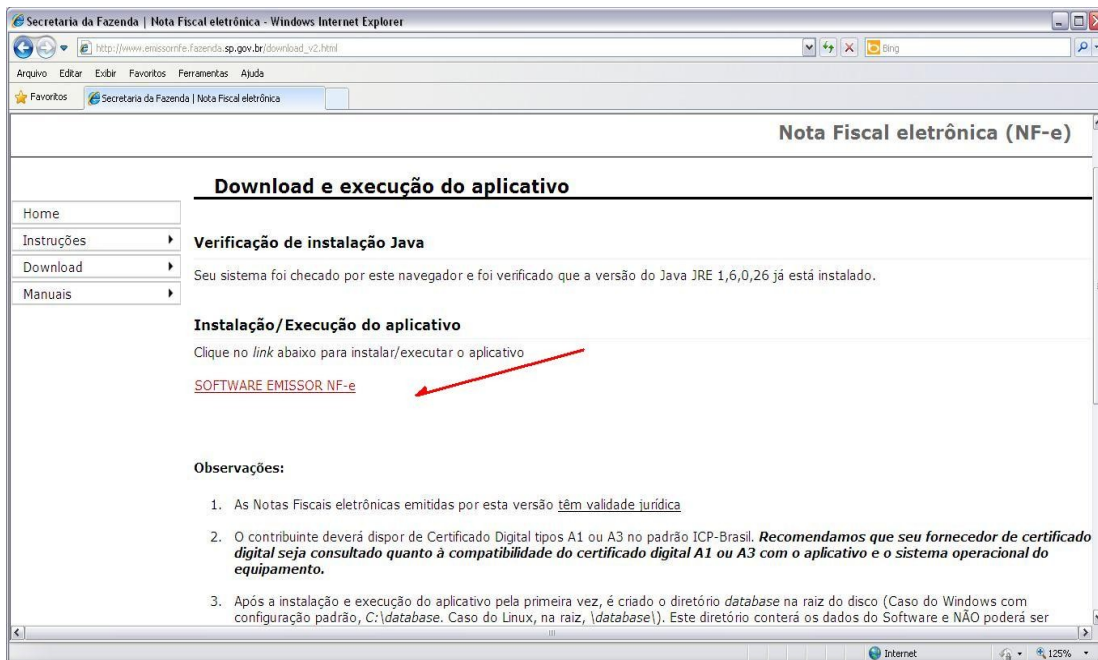 Secretaria da Fazenda | Nota Fiscal eletrônica - Windows Internet Explorer
http://www.emissornfe.fazenda.sp.gov.br/download_v2.html
Bing
Arquivo Editar Exibir Favoritos Ferramentas Ajuda
Favoritos
Secretaria da Fazenda | Nota Fiscal eletrônica
Nota Fiscal eletrônica (NF-e)
Download e execução do aplicativo
Home
Instruções
Download
Manuais
Verificação de instalação Java
Seu sistema foi checado por este navegador e foi verificado que a versão do Java JRE 1,6,0,26 já está instalado.
Instalação/Execução do aplicativo
Clique no link abaixo para instalar/executar o aplicativo
SOFTWARE EMISSOR NF-e
Observações:
1. As Notas Fiscais eletrônicas emitidas por esta versão têm validade jurídica
2. O contribuinte deverá dispor de Certificado Digital tipos A1 ou A3 no padrão ICP-Brasil. Recomendamos que seu fornecedor de certificado
digital seja consultado quanto à compatibilidade do certificado digital A1 ou A3 com o aplicativo e o sistema operacional do
equipamento.
3. Após a instalação e execução do aplicativo pela primeira vez, é criado o diretório database na raiz do disco (Caso do Windows com
configuração padrão, C:\database. Caso do Linux, na raiz, \database\). Este diretório conterá os dados do Software e NÃO poderá ser
Internet
125%